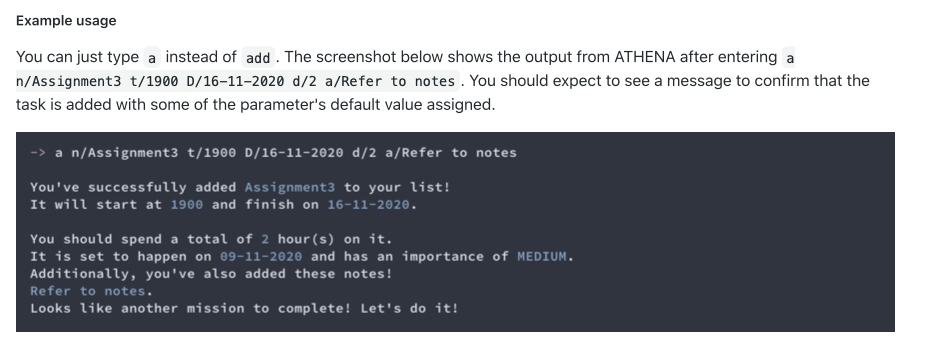 Example usage
You can just type a instead of add . The screenshot below shows the output from ATHENA after entering a
n/Assignment3 t/1900 D/16-11-2020 d/2 a/Refer to notes . You should expect to see a message to confirm that the
task is added with some of the parameter's default value assigned.
-> a n/Assignment3 t/1900 D/16-11-2020 d/2 a/Refer to notes
You've successfully added Assignment3 to your list!
It will start at 1900 and finish on 16-11-2020.
You should spend a total of 2 hour(s) on it.
It is set to happen on 09-11-2020 and has an importance of MEDIUM.
Additionally, you've also added these notes!
Refer to notes.
Looks like another mission to complete! Let's do it!